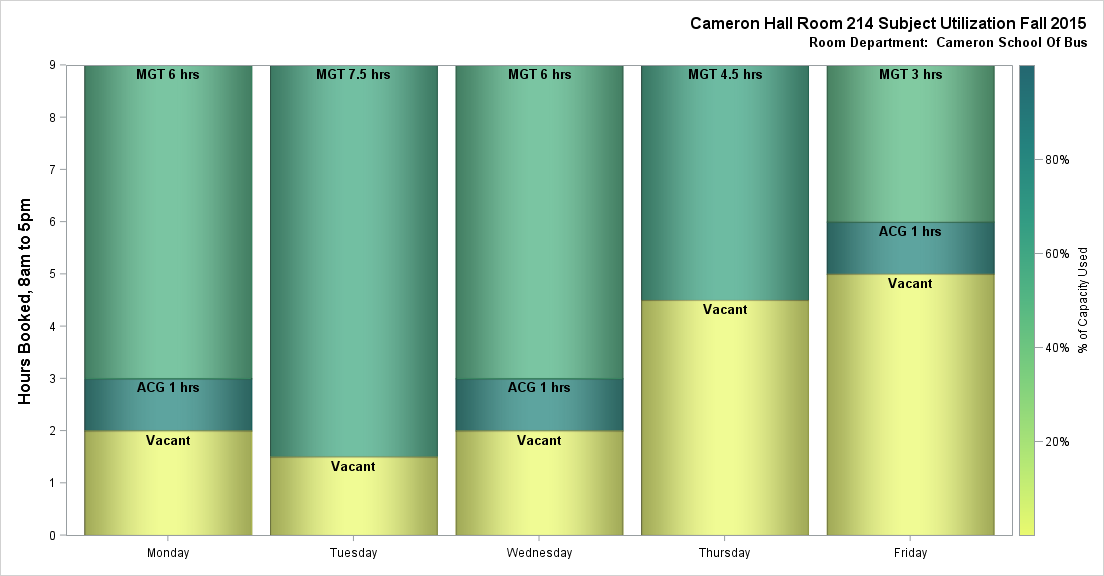 Cameron Hall Room 214 Subject Utilization Fall 2015
Room Department:  Cameron School Of Bus
Hours Booked, 8am to 5pm
9
8
7
6
5
4
3
2
1
0
MGT 6 hrs
ACG 1 hrs
Vacant
MGT 7.5 hrs
Vacant
MGT 6 hrs
ACG 1 hrs
Vacant
MGT 4.5 hrs
Vacant
MGT 3 hrs
ACG 1 hrs
Vacant
Monday
Tuesday
Wednesday
Thursday
Friday
80%
60%
40%
20%
% of Capacity Used